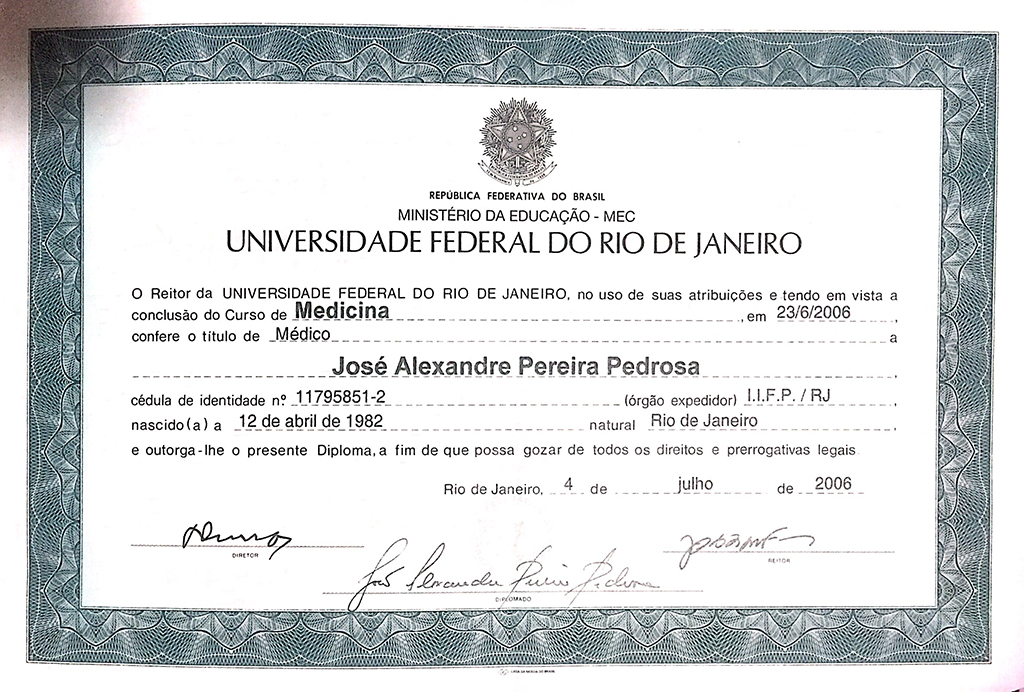 REPÚBLICA FEDERATIVA DO BRASIL
MINISTÉRIO DA EDUCAÇÃO - MEC
UNIVERSIDADE FEDERAL DO RIO DE JANEIRO
O Reitor da UNIVERSIDADE FEDERAL DO RIO DE JANEIRO, no uso de suas atribuições e tendo em vista a
conclusão do Curso de Medicina, em 23/6/2006,
confere o título de Médico a
José Alexandre Pereira Pedrosa,
cédula de identidade nº 11795851-2 (órgão expedidor) I.I.F.P. / RJ,
nascido(a) a 12 de abril de 1982 natural Rio de Janeiro,
e outorga-lhe o presente Diploma, a fim de que possa gozar de todos os direitos e prerrogativas legais
Rio de Janeiro, 4 de julho de 2006
DIRETOR
REITOR
José Alexandre Pereira Pedrosa
DIPLOMADO